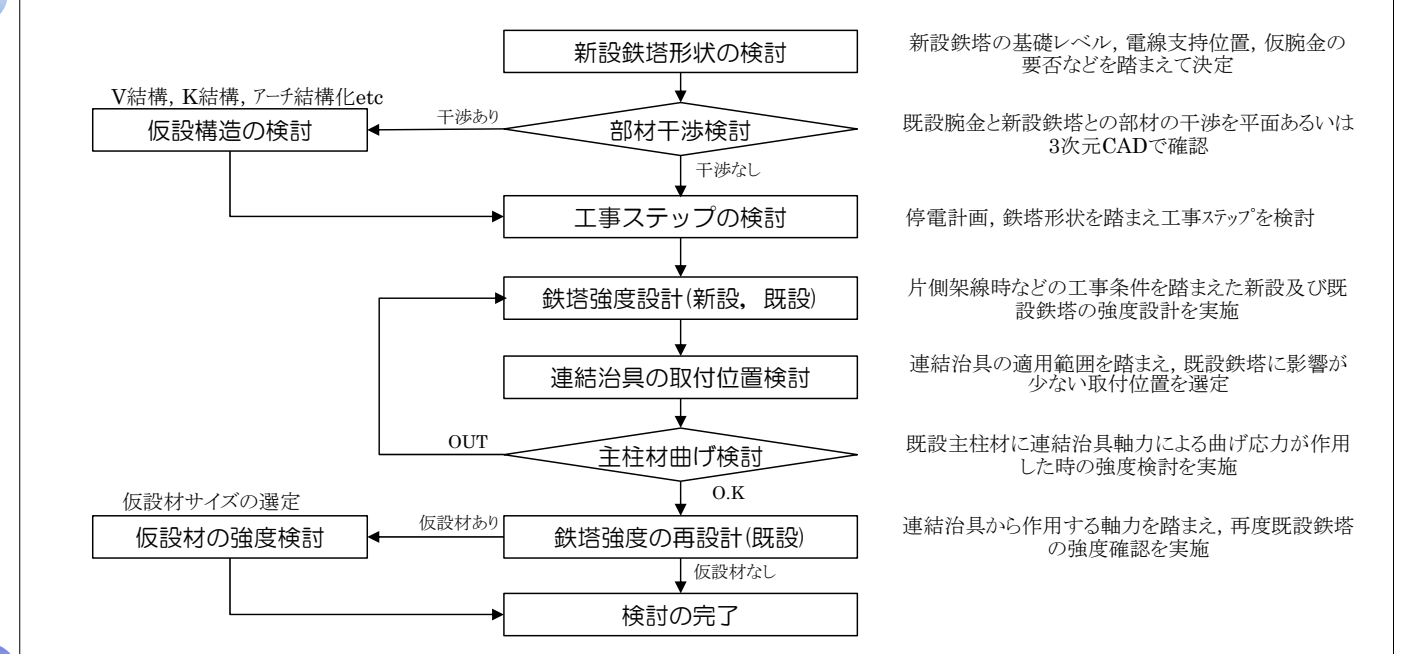 新設鉄塔形状の検討
新設鉄塔の基礎レベル，電線支持位置，仮腕金の
要否などを踏まえて決定
V結構，K結構，アーチ結構化etc
仮設構造の検討
干渉あり
部材干渉検討
既設腕金と新設鉄塔との部材の干渉を平面あるいは
3次元CADで確認
干渉なし
工事ステップの検討
停電計画，鉄塔形状を踏まえ工事ステップを検討
鉄塔強度設計(新設，既設)
片側架線時などの工事条件を踏まえた新設及び既
設鉄塔の強度設計を実施
連結治具の取付位置検討
連結治具の適用範囲を踏まえ，既設鉄塔に影響が
少ない取付位置を選定
OUT
主柱材曲げ検討
既設主柱材に連結治具軸力による曲げ応力が作用
した時の強度検討を実施
O.K
仮設材サイズの選定
仮設材の強度検討
仮設材あり
鉄塔強度の再設計(既設)
連結治具から作用する軸力を踏まえ，再度既設鉄塔
の強度確認を実施
仮設材なし
検討の完了